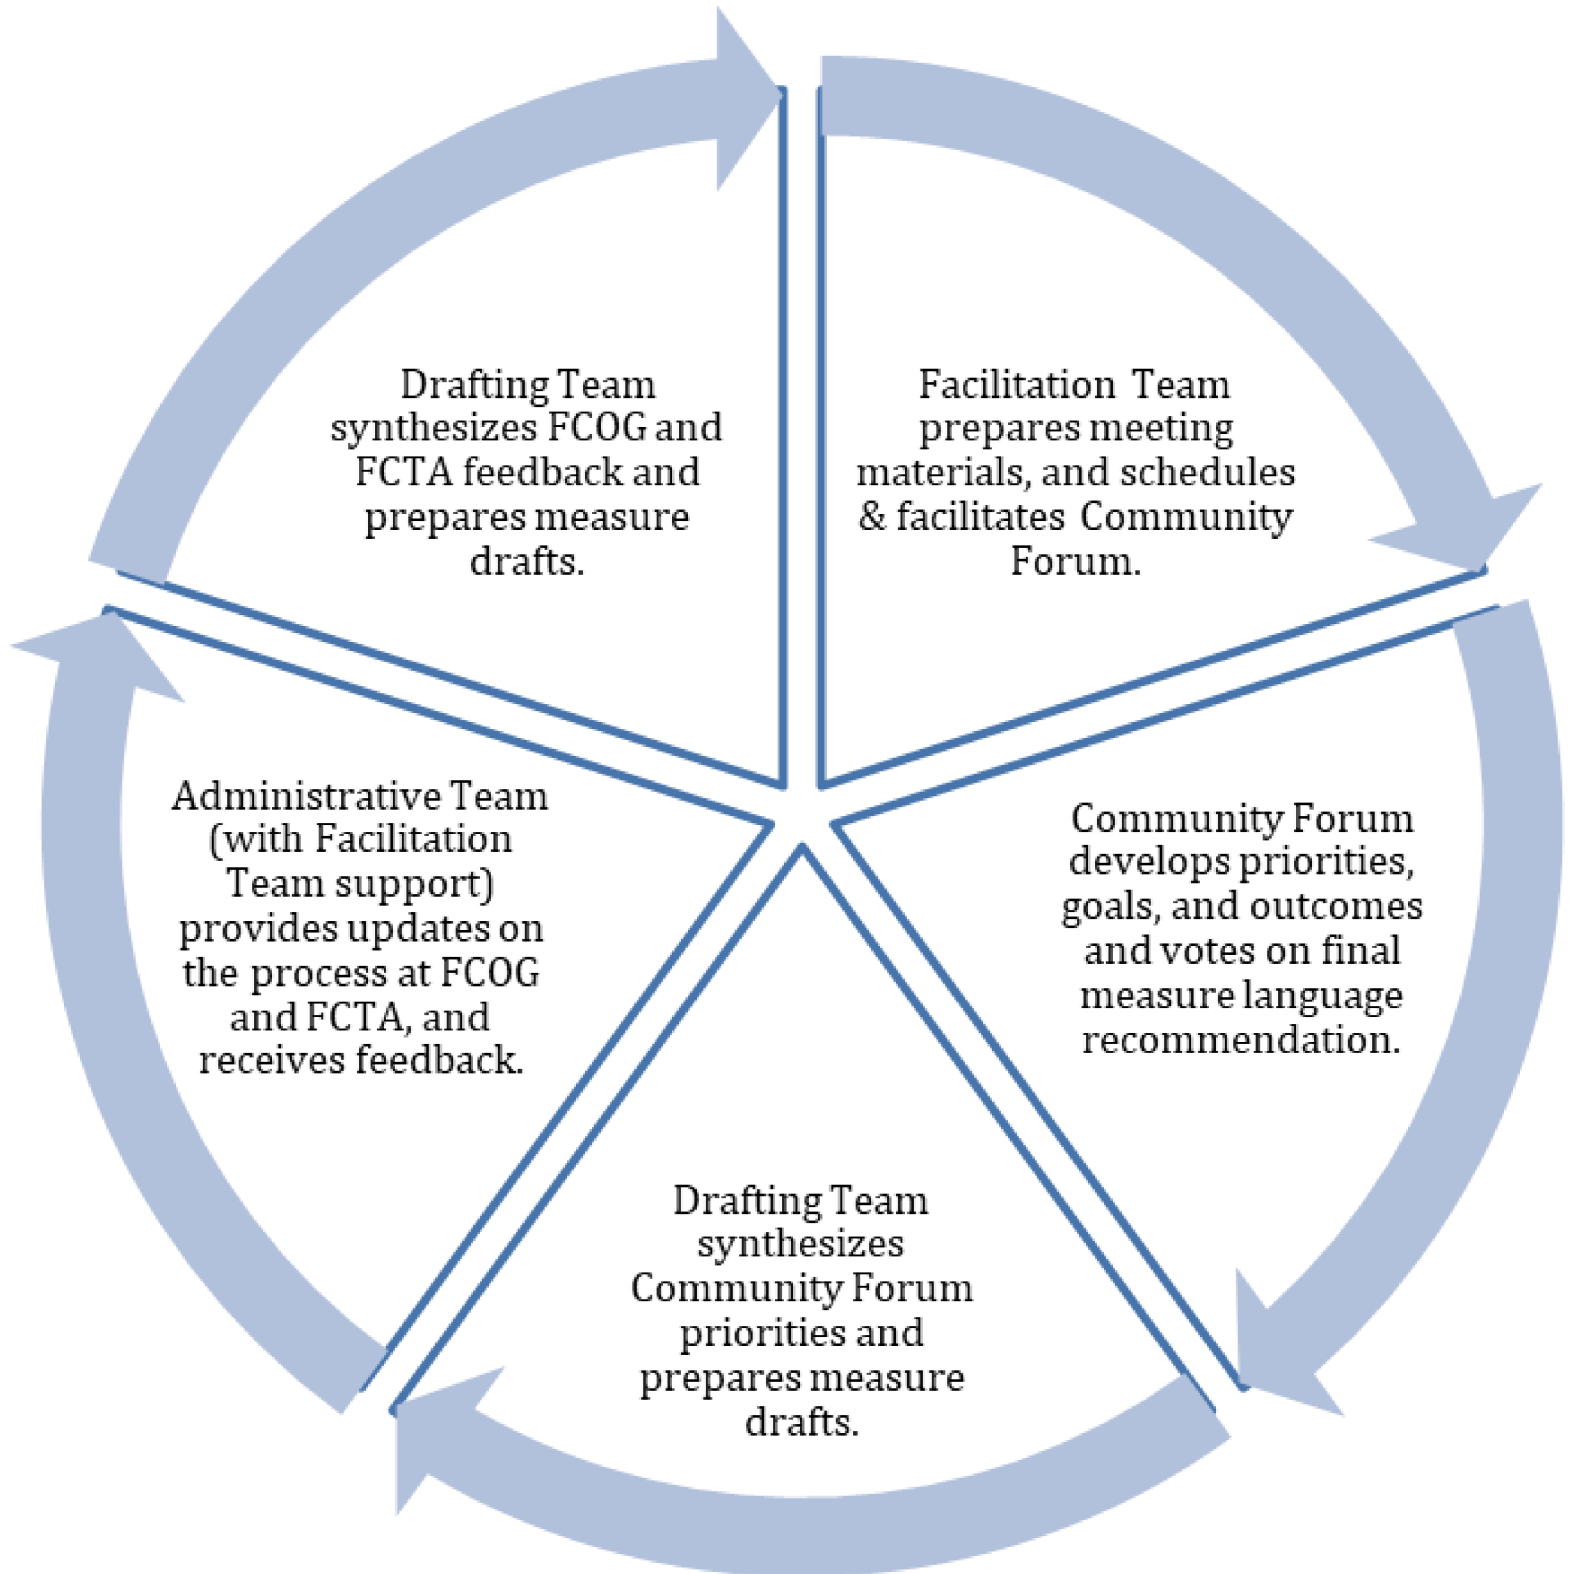 Drafting Team
synthesizes FCOG and
FCTA feedback and
prepares measure
drafts.
Facilitation Team
prepares meeting
materials, and schedules
& facilitates Community
Forum.
Community Forum
develops priorities,
goals, and outcomes
and votes on final
measure language
recommendation.
Drafting Team
synthesizes
Community Forum
priorities and
prepares measure
drafts.
Administrative Team
(with Facilitation
Team support)
provides updates on
the process at FCOG
and FCTA, and
receives feedback.